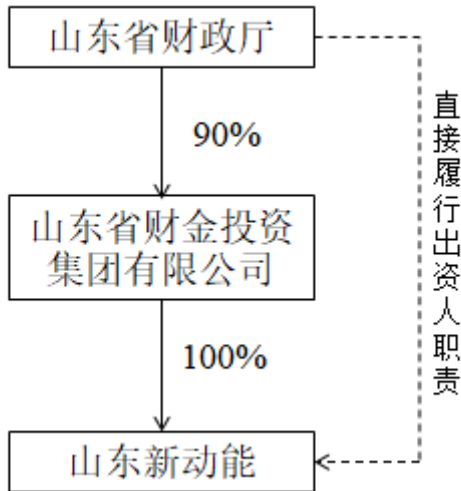 山东省财政厅
90%
山东省财金投资
集团有限公司
100%
山东新动能
直接履行出资人职责